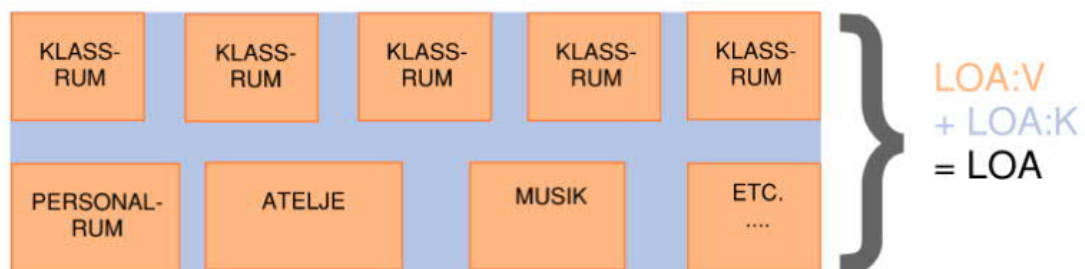 KLASS-
RUM
KLASS-
RUM
KLASS-
RUM
KLASS-
RUM
KLASS-
RUM
PERSONAL-
RUM
ATELJE
MUSIK
ETC.
....
LOA:V
+ LOA:K
= LOA